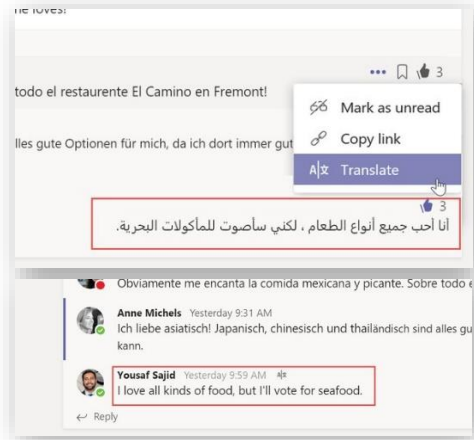 ne loves!
3
todo el restaurente El Camino en Fremont!
Mark as unread
Copy link
lles gute Optionen für mich, da ich dort immer gut
Translate
3
أنا أحب جميع أنواع الطعام ، لكني سأصوت للمأكولات البحرية.
Obviamente me encanta la comida mexicana y picante. Sobre todo e
Anne Michels Yesterday 9:31 AM
Ich liebe asiatisch! Japanisch, chinesisch und thailändisch sind alles gu
kann.
Yousaf Sajid Yesterday 9:59 AM
I love all kinds of food, but I'll vote for seafood.
Reply